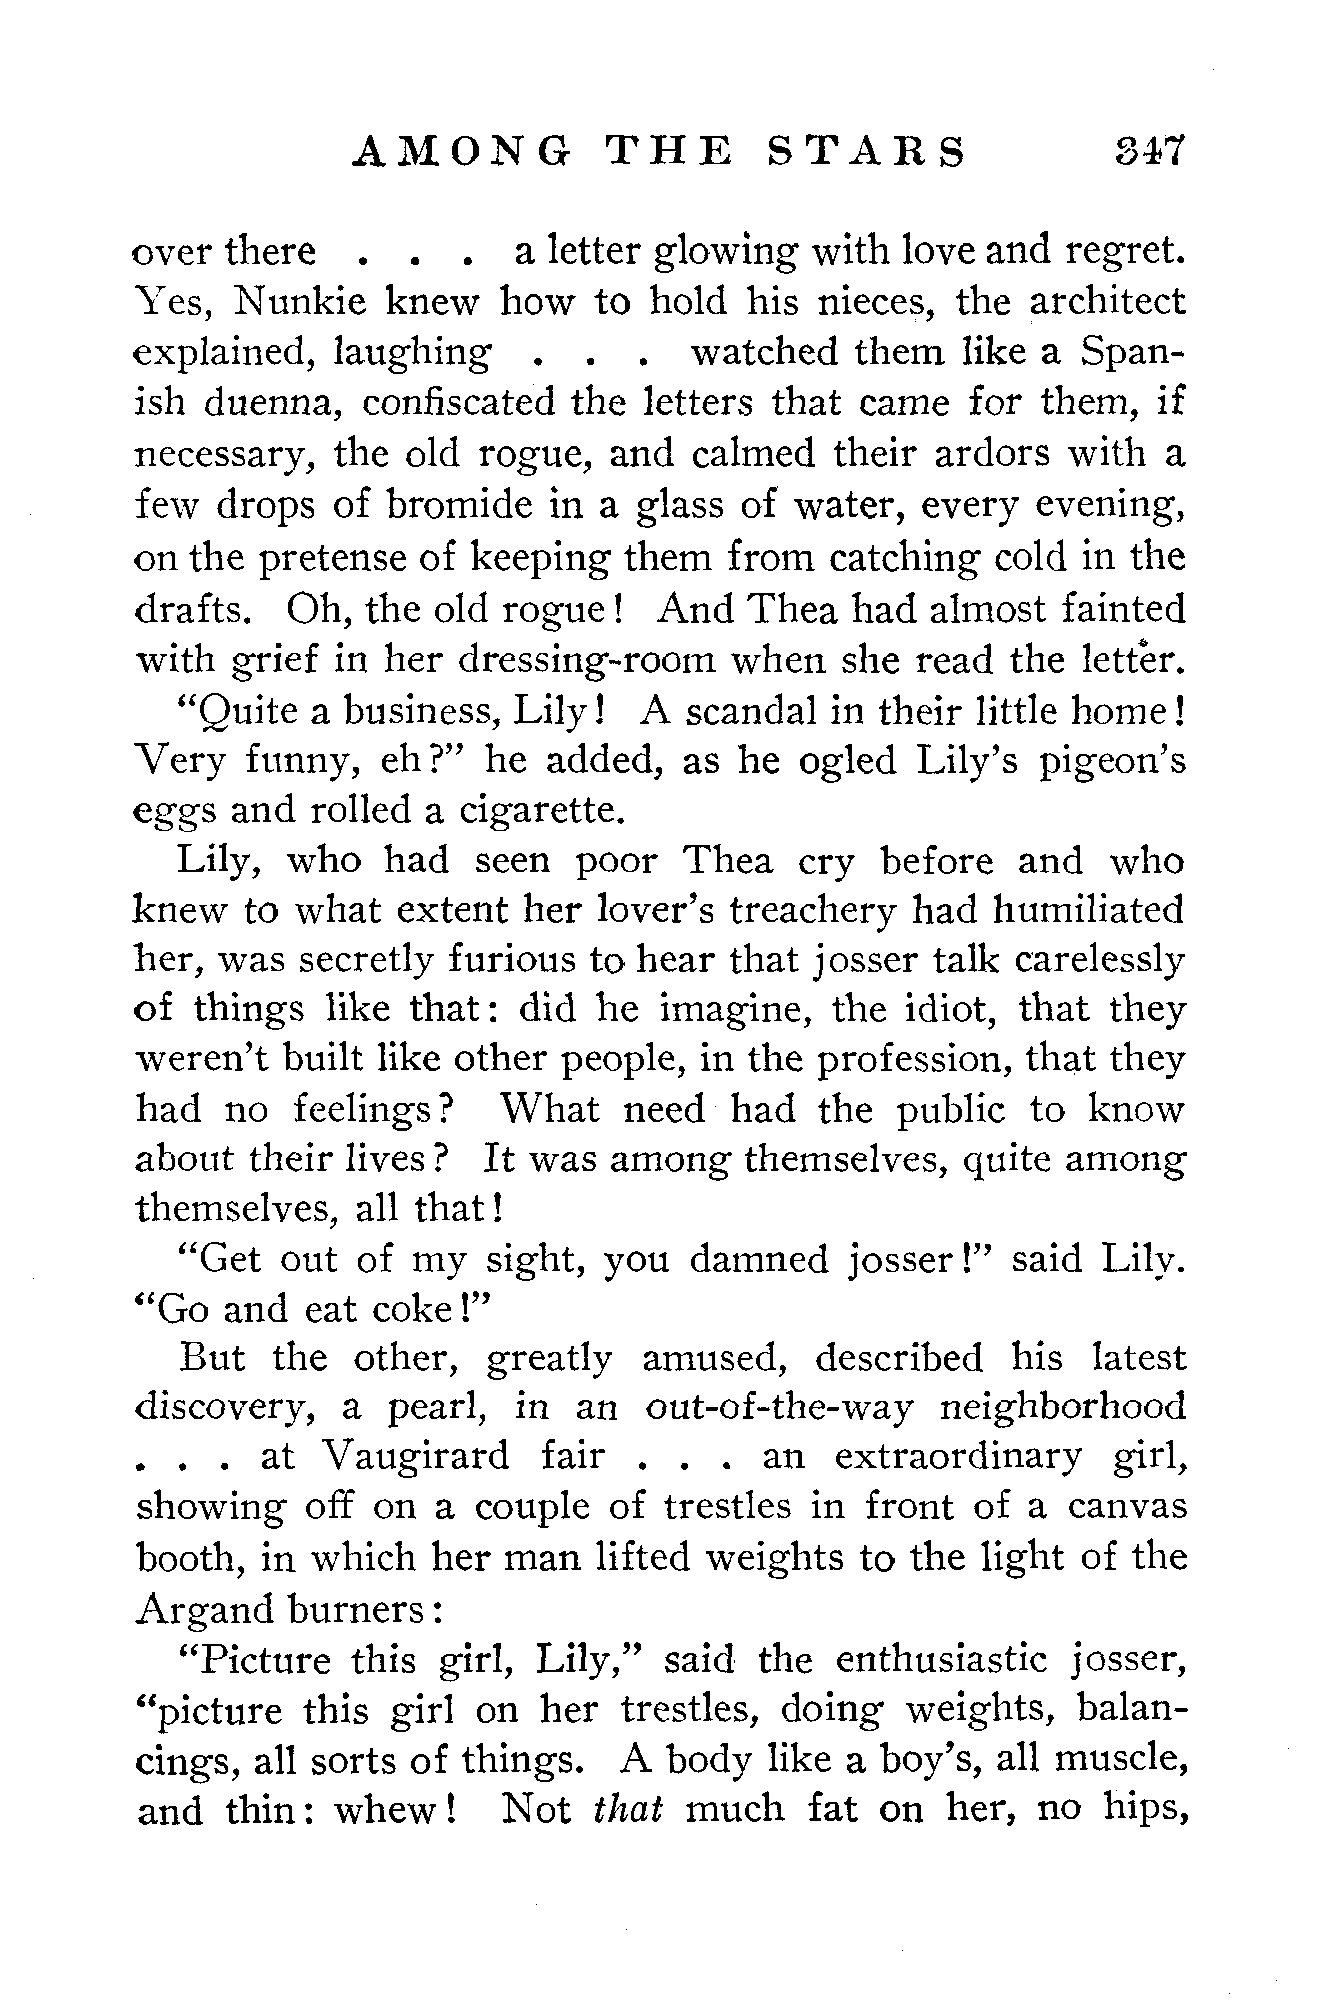 AMONG THE STARS 347
over there . . . a letter glowing with love and regret.
Yes, Nunkie knew how to hold his nieces, the architect
explained, laughing . . . watched them like a Span-
ish duenna, confiscated the letters that came for them, if
necessary, the old rogue, and calmed their ardors with a
few drops of bromide in a glass of water, every evening,
on the pretense of keeping them from catching cold in the
drafts. Oh, the old rogue! And Thea had almost fainted
with grief in her dressing-room when she read the letter.
"Quite a business, Lily! A scandal in their little home!
Very funny, eh?" he added, as he ogled Lily's pigeon's
eggs and rolled a cigarette.
Lily, who had seen poor Thea cry before and who
knew to what extent her lover's treachery had humiliated
her, was secretly furious to hear that josser talk carelessly
of things like that: did he imagine, the idiot, that they
weren't built like other people, in the profession, that they
had no feelings? What need had the public to know
about their lives? It was among themselves, quite among
themselves, all that!
"Get out of my sight, you damned josser!" said Lily.
"Go and eat coke!"
But the other, greatly amused, described his latest
discovery, a pearl, in an out-of-the-way neighborhood
. . . at Vaugirard fair . . . an extraordinary girl,
showing off on a couple of trestles in front of a canvas
booth, in which her man lifted weights to the light of the
Argand burners:
"Picture this girl, Lily," said the enthusiastic josser,
"picture this girl on her trestles, doing weights, balan-
cings, all sorts of things. A body like a boy's, all muscle,
and thin: whew! Not that much fat on her, no hips,